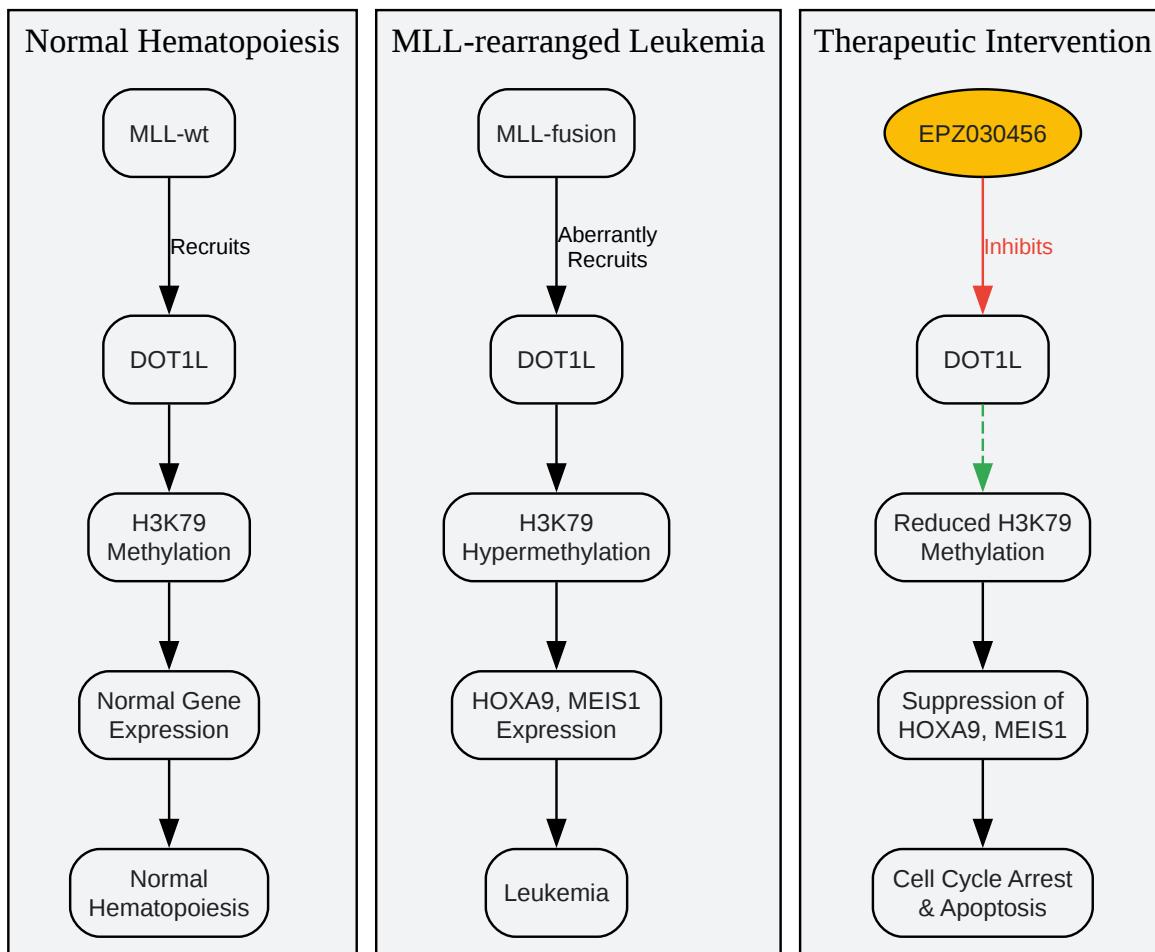 Normal Hematopoiesis
MLL-wt
Recruits
DOT1L
H3K79
Methylation
Normal Gene
Expression
Normal
Hematopoiesis
MLL-rearranged Leukemia
MLL-fusion
Aberrantly
Recruits
DOT1L
H3K79
Hypermethylation
HOXA9, MEIS1
Expression
Leukemia
Therapeutic Intervention
EPZ030456
Inhibits
DOT1L
Reduced H3K79
Methylation
Suppression of
HOXA9, MEIS1
Cell Cycle Arrest
& Apoptosis